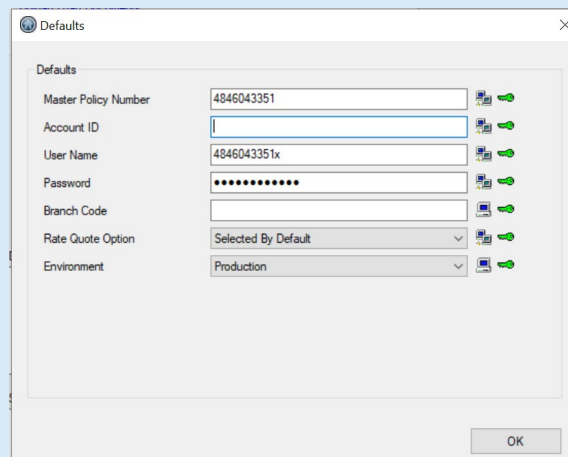 Defaults
Defaults
Master Policy Number 4846043351
Account ID
User Name 4846043351x
Password ••••••••••••
Branch Code
Rate Quote Option Selected By Default
Environment Production
OK